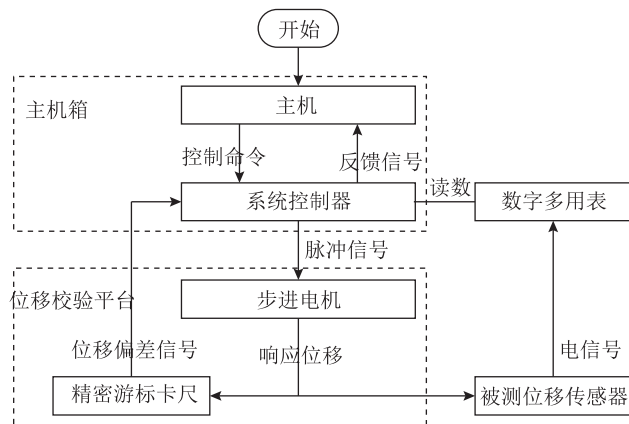 开始
主机箱
主机
控制命令
反馈信号
系统控制器
读数
数字多用表
脉冲信号
位移校验平台
步进电机
位移偏差信号
响应位移
电信号
精密游标卡尺
被测位移传感器